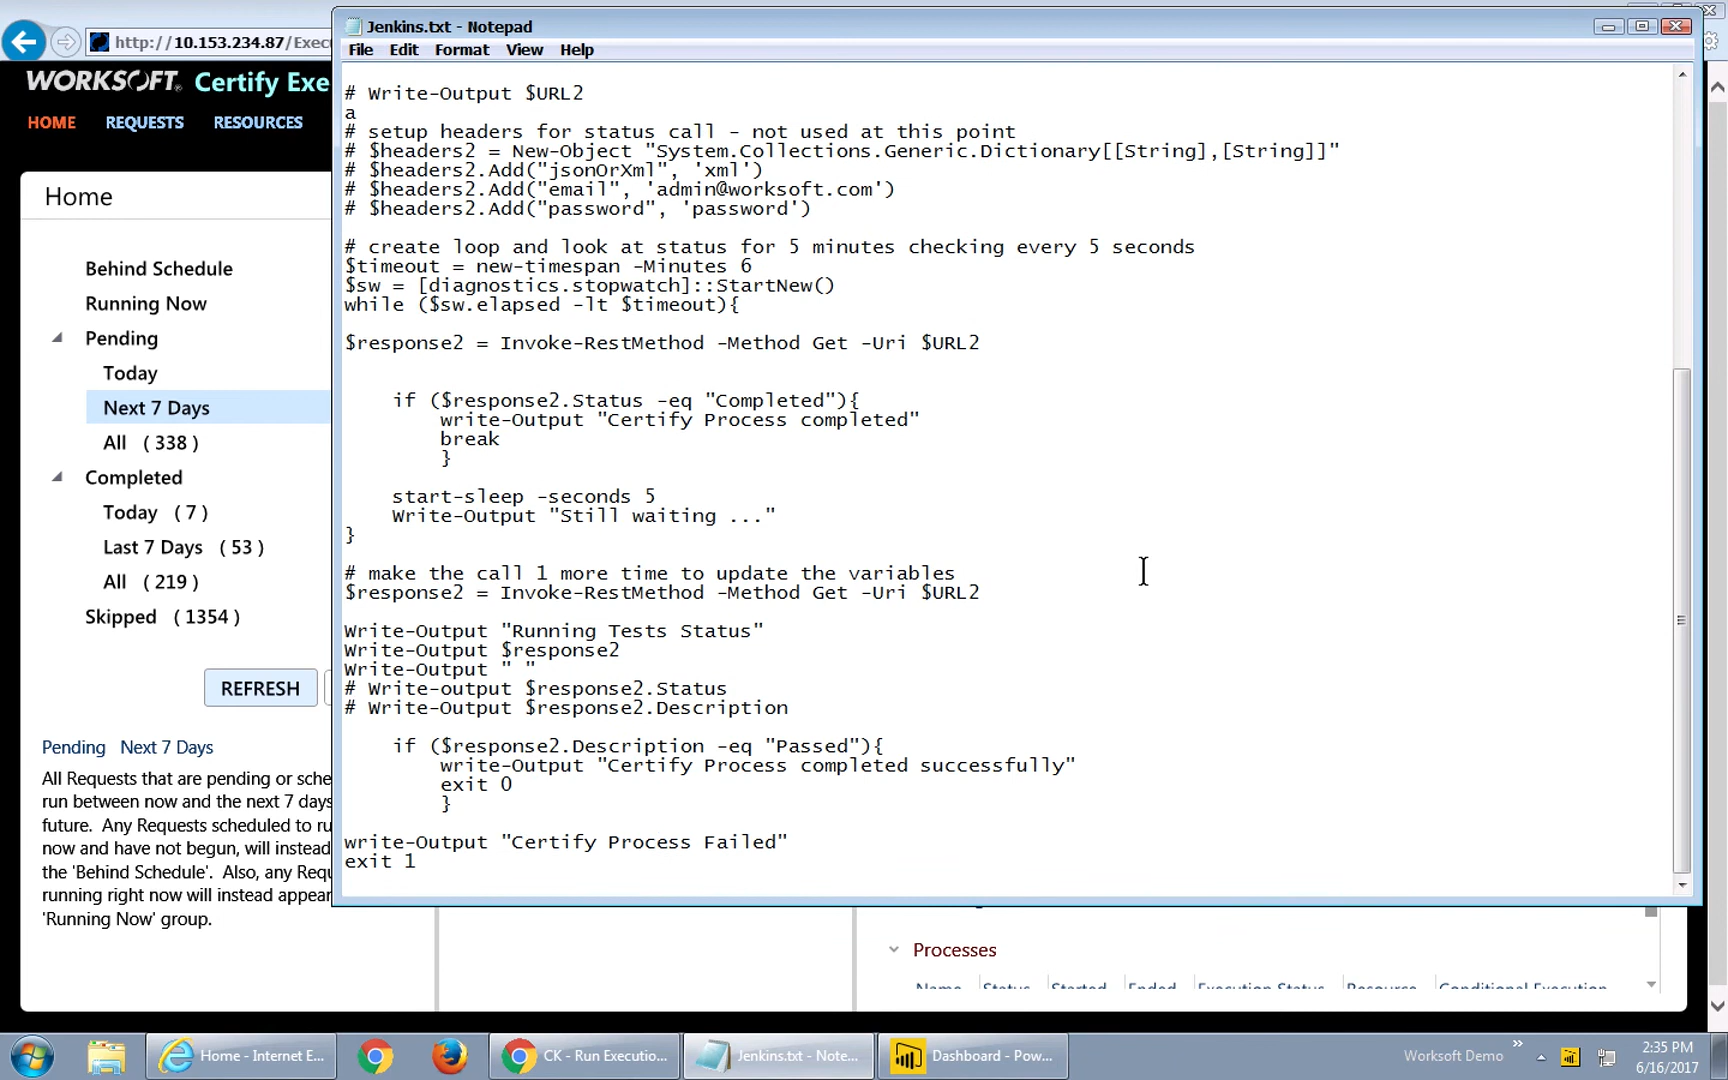 Jenkins.txt - Notepad
http://10.153.234.87/Exec
File Edit Format View Help
WORKSOFT. Certify Exe
HOME REQUESTS RESOURCES
Home
Behind Schedule
Running Now
Pending
Today
Next 7 Days
All ( 338 )
Completed
Today ( 7 )
Last 7 Days ( 53 )
All ( 219 )
Skipped ( 1354 )
REFRESH
Pending Next 7 Days
All Requests that are pending or sche
run between now and the next 7 days
future. Any Requests scheduled to ru
now and have not begun, will instead
the 'Behind Schedule'. Also, any Requ
running right now will instead appear
'Running Now' group.
# Write-Output $URL2
a
# setup headers for status call - not used at this point
# $headers2 = New-Object "System.Collections.Generic.Dictionary[[String],[String]]"
# $headers2.Add("jsonOrXml", 'xml')
# $headers2.Add("email", 'admin@worksoft.com')
# $headers2.Add("password", 'password')
# create loop and look at status for 5 minutes checking every 5 seconds
$timeout = new-timespan -Minutes 6
$sw = [diagnostics.stopwatch]::StartNew()
while ($sw.elapsed -lt $timeout){
$response2 = Invoke-RestMethod -Method Get -Uri $URL2
if ($response2.Status -eq "Completed"){
write-Output "Certify Process completed"
break
}
start-sleep -seconds 5
Write-Output "Still waiting ..."
}
# make the call 1 more time to update the variables
$response2 = Invoke-RestMethod -Method Get -Uri $URL2
Write-Output "Running Tests Status"
Write-Output $response2
Write-Output " "
# Write-output $response2.Status
# Write-Output $response2.Description
if ($response2.Description -eq "Passed"){
write-Output "Certify Process completed successfully"
exit 0
}
write-Output "Certify Process Failed"
exit 1
Processes
Name Status Started Ended Execution Status Resource Conditional Execution
Home - Internet E...
CK - Run Executio...
Jenkins.txt - Note...
Dashboard - Pow...
Worksoft Demo
2:35 PM
6/16/2017